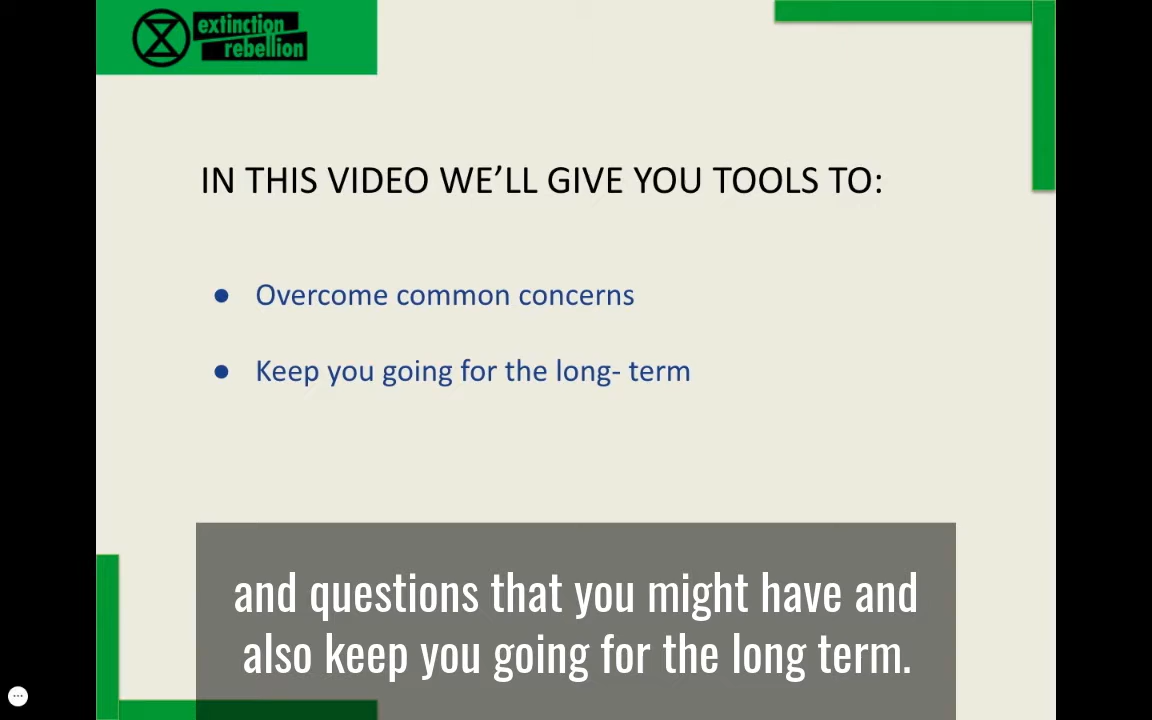 extinction
rebellion
IN THIS VIDEO WE’LL GIVE YOU TOOLS TO:
● Overcome common concerns
● Keep you going for the long- term
and questions that you might have and
also keep you going for the long term.